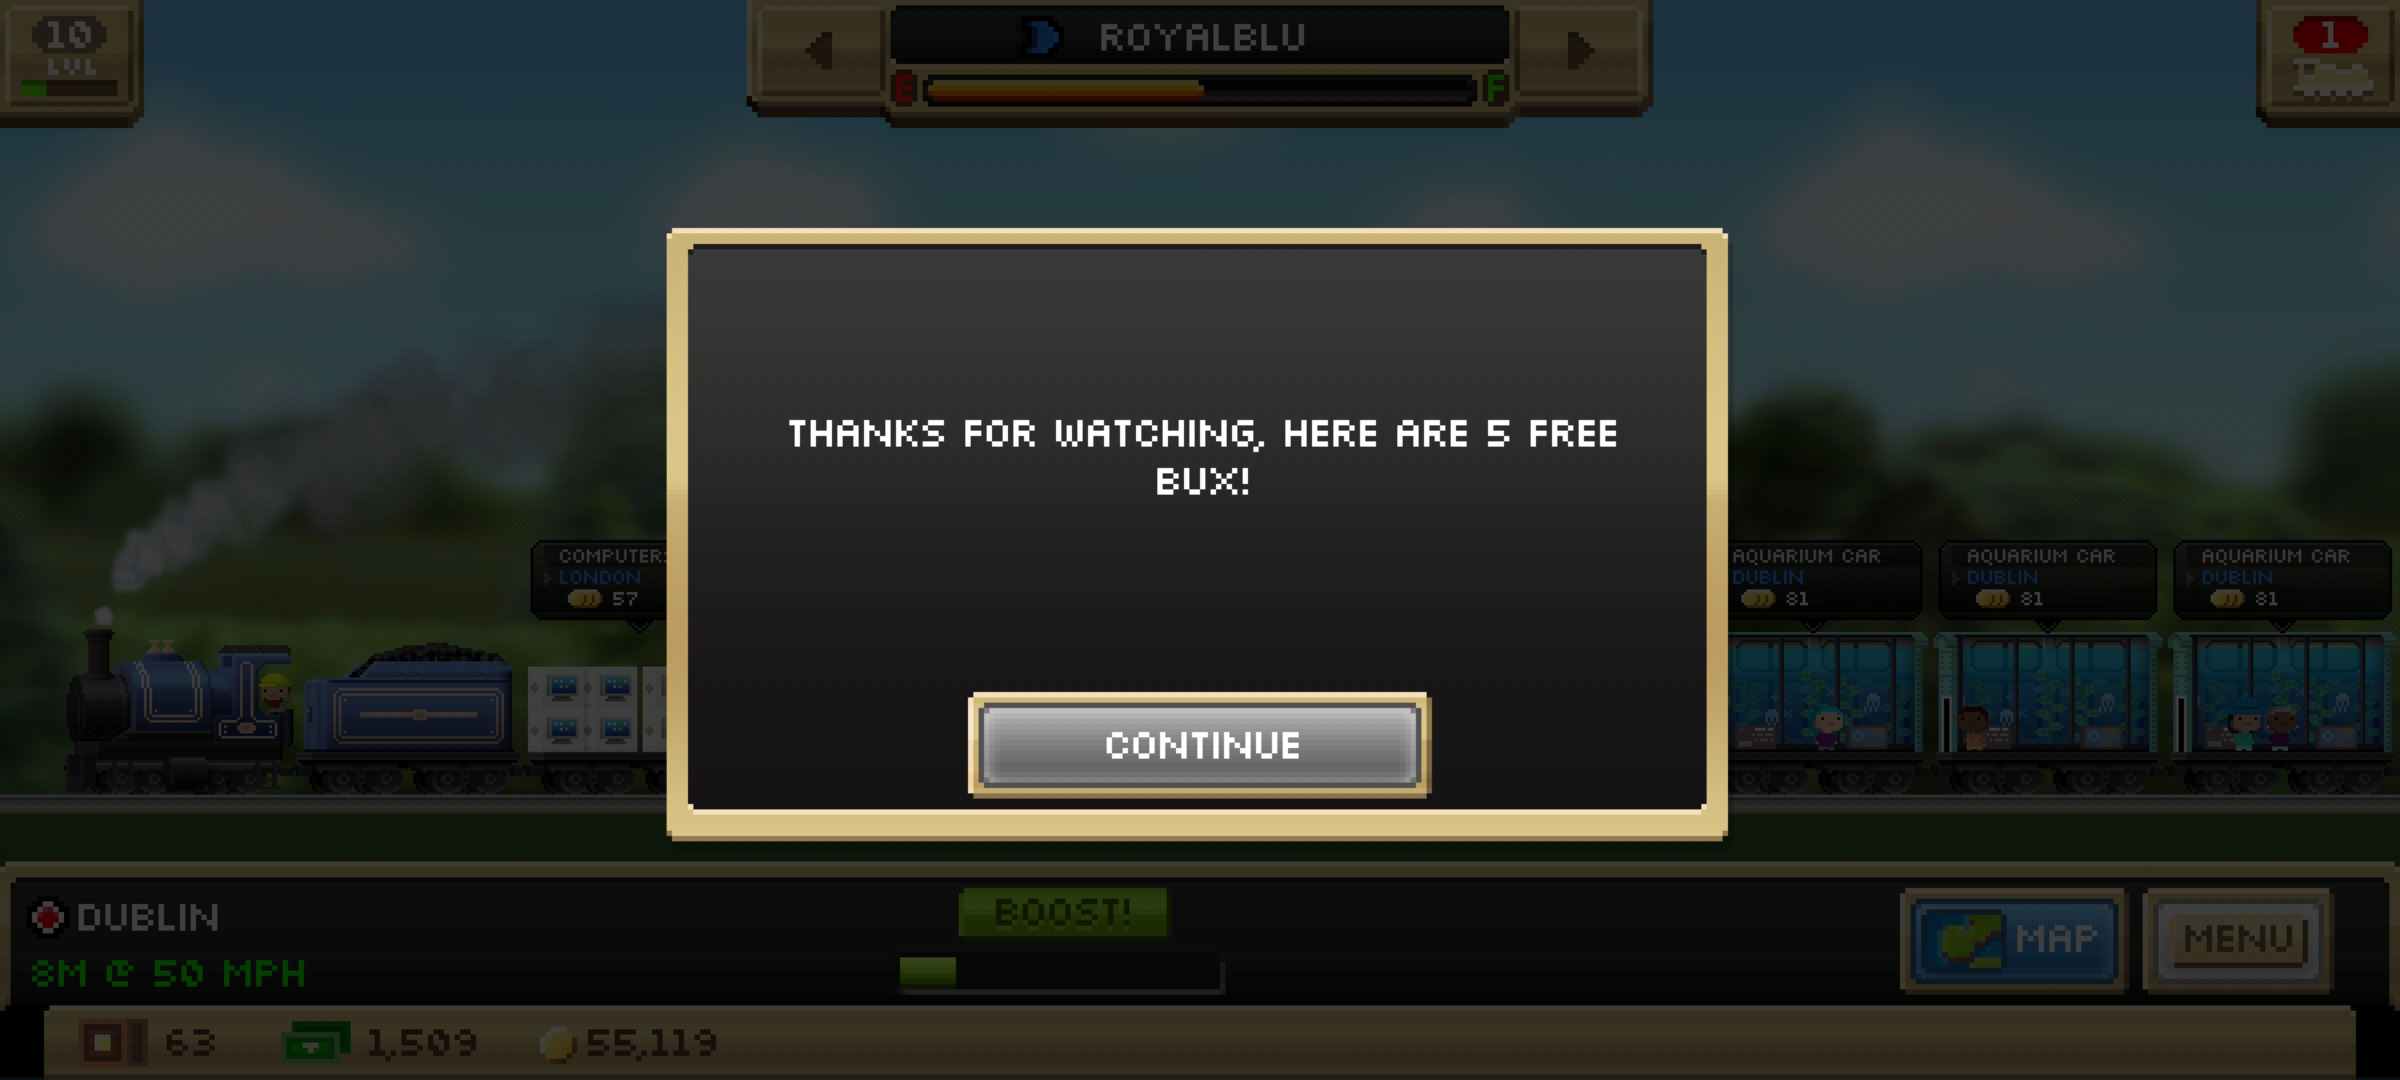 10
LVL
ROYALBLU
E F
1
THANKS FOR WATCHING, HERE ARE 5 FREE
BUX!
CONTINUE
LONDON
57
AQUARIUM CAR
DUBLIN
81
AQUARIUM CAR
DUBLIN
81
AQUARIUM CAR
DUBLIN
81
DUBLIN
8M @ 50 MPH
BOOST!
MAP
MENU
63
1,509
55,119